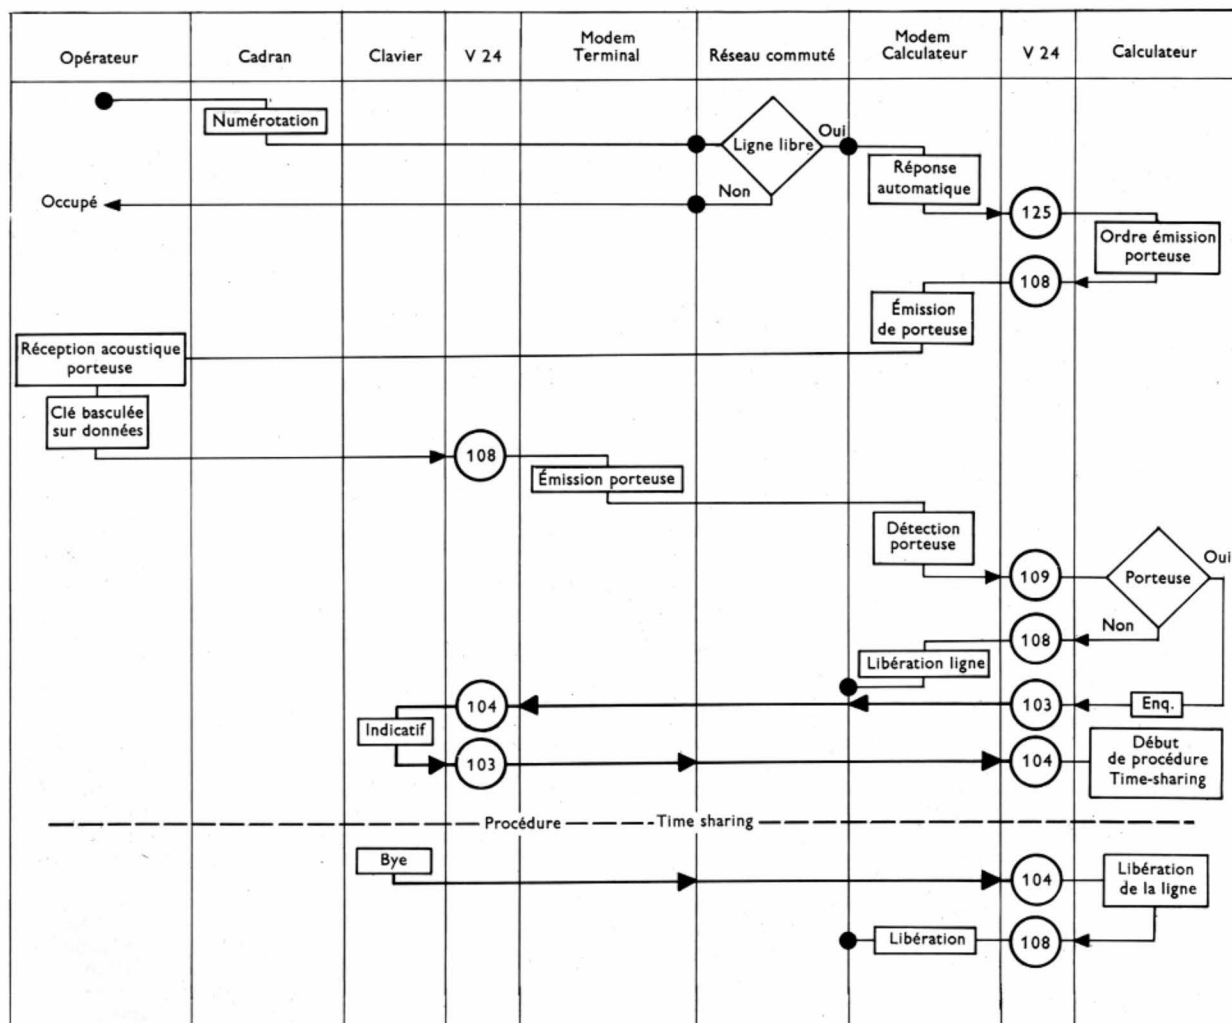 Opérateur
Cadran
Clavier
V 24
Modem
Terminal
Réseau commuté
Modem
Calculateur
V 24
Calculateur
Numérotation
Ligne libre
Oui
Non
Occupé
Réponse
automatique
125
Ordre émission
porteuse
108
Émission
de porteuse
Réception acoustique
porteuse
Clé basculée
sur données
108
Émission porteuse
Détection
porteuse
109
Porteuse
Oui
Non
108
Libération ligne
104
103
Enq.
Indicatif
103
104
Début
de procédure
Time-sharing
Procédure
Time sharing
Bye
104
Libération
de la ligne
Libération
108